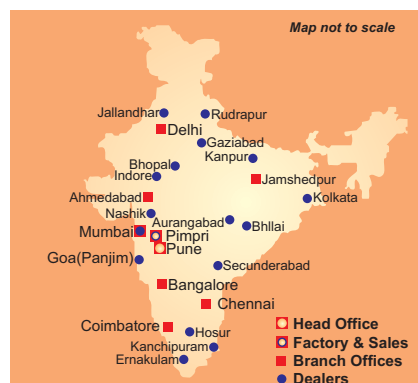 Map not to scale
Jallandhar
Rudrapur
Delhi
Gaziabad
Kanpur
Bhopal
Indore
Jamshedpur
Ahmedabad
Kolkata
Nashik
Aurangabad
Bhllai
Mumbai
Pimpri
Pune
Goa(Panjim)
Secunderabad
Bangalore
Chennai
Coimbatore
Hosur
Kanchipuram
Ernakulam
Head Office
Factory & Sales
Branch Offices
Dealers